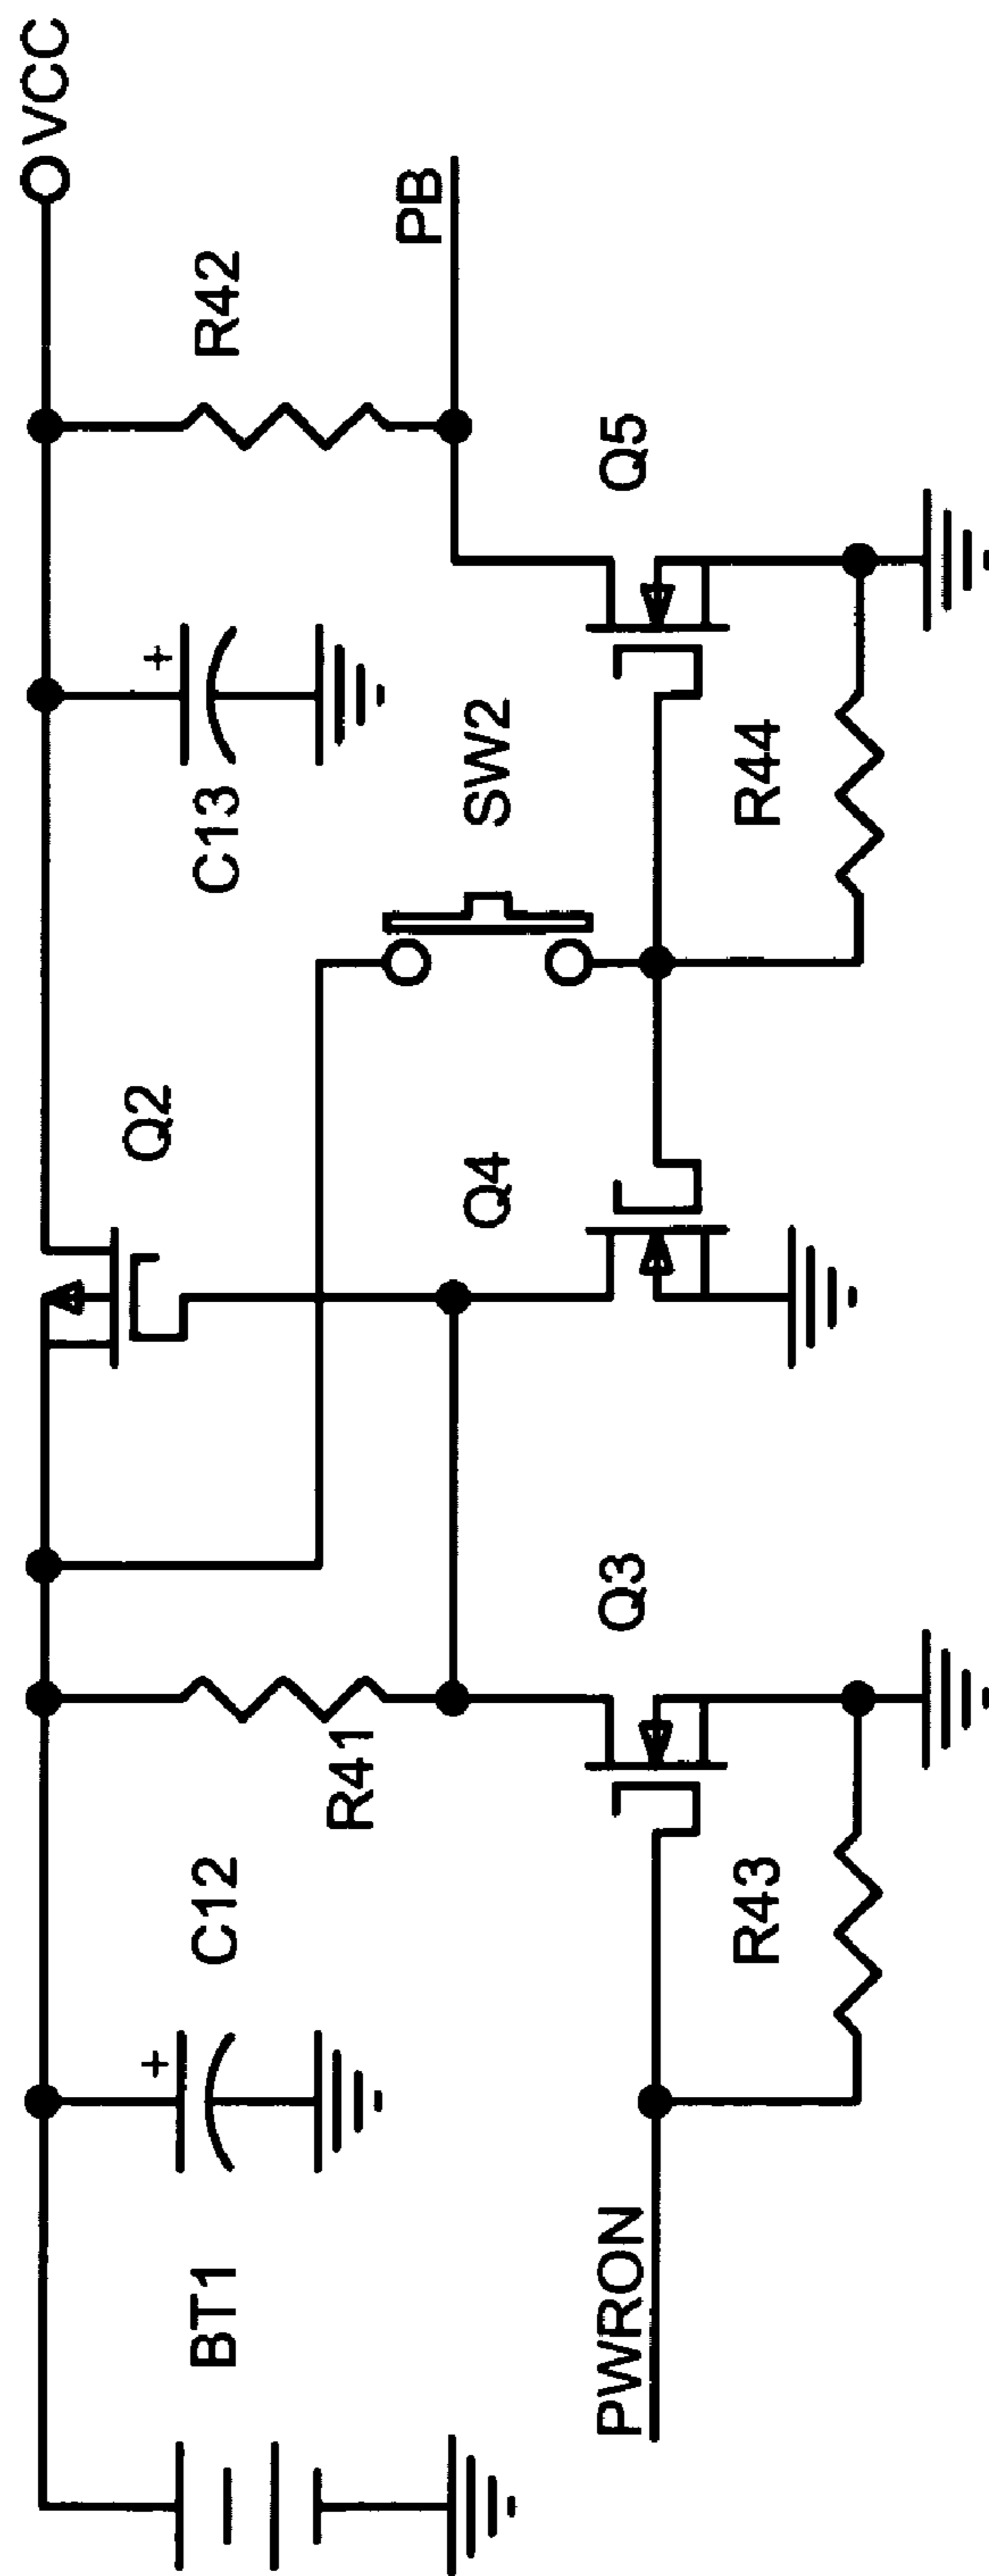 VCC
R42
PB
C13
Q5
SW2
R44
Q2
Q4
R41
Q3
C12
R43
BT1
PWRON
+
+